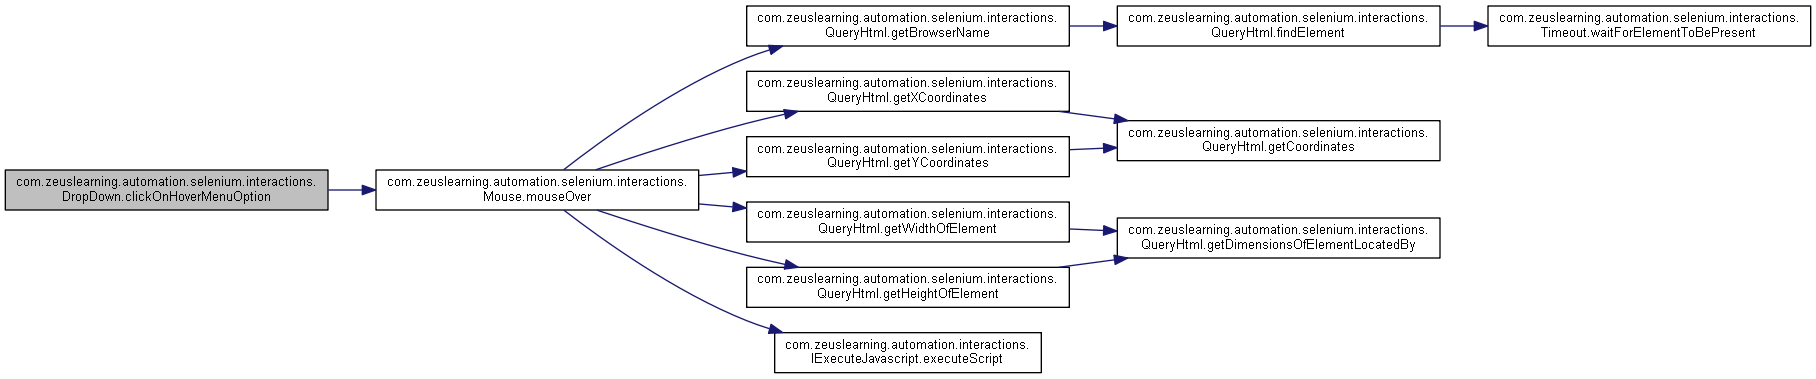 com.zeuslearning.automation.selenium.interactions.
DropDown.clickOnHoverMenuOption
com.zeuslearning.automation.selenium.interactions.
Mouse.mouseOver
com.zeuslearning.automation.selenium.interactions.
QueryHtml.getBrowserName
com.zeuslearning.automation.selenium.interactions.
QueryHtml.findElement
com.zeuslearning.automation.selenium.interactions.
Timeout.waitForElementToBePresent
com.zeuslearning.automation.selenium.interactions.
QueryHtml.getXCoordinates
com.zeuslearning.automation.selenium.interactions.
QueryHtml.getCoordinates
com.zeuslearning.automation.selenium.interactions.
QueryHtml.getYCoordinates
com.zeuslearning.automation.selenium.interactions.
QueryHtml.getWidthOfElement
com.zeuslearning.automation.selenium.interactions.
QueryHtml.getDimensionsOfElementLocatedBy
com.zeuslearning.automation.selenium.interactions.
QueryHtml.getHeightOfElement
com.zeuslearning.automation.interactions.
IExecuteJavascript.executeScript